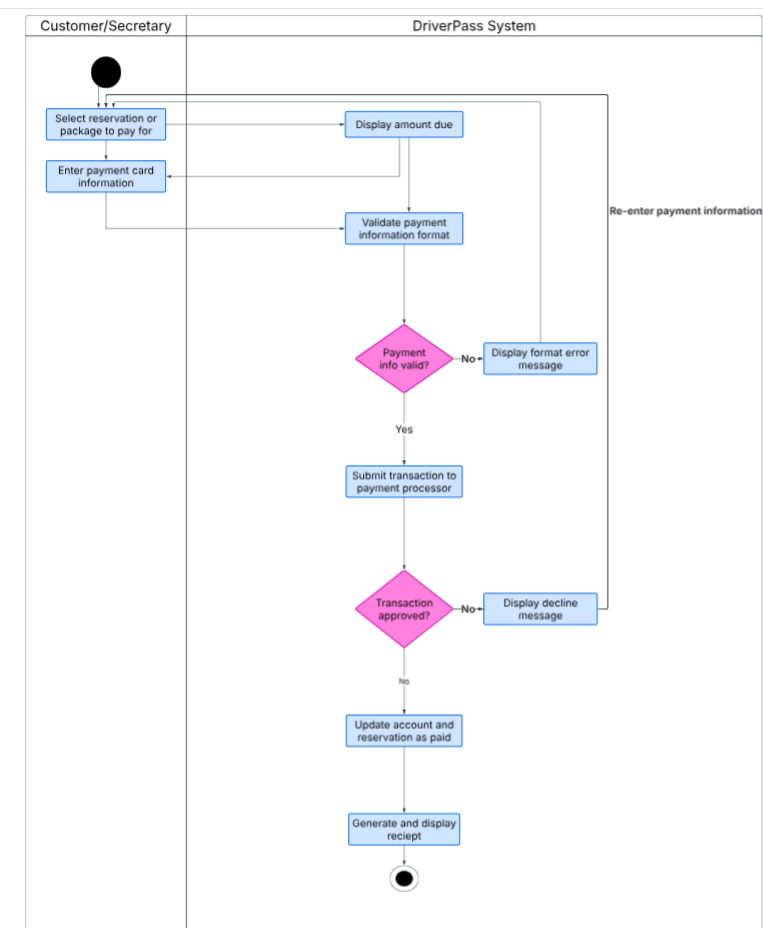 Customer/Secretary
DriverPass System
Select reservation or
package to pay for
Display amount due
Enter payment card
information
Re-enter payment information
Validate payment
information format
Payment
info valid?
No
Display format error
message
Yes
Submit transaction to
payment processor
Transaction
approved?
No
Display decline
message
No
Update account and
reservation as paid
Generate and display
reciept